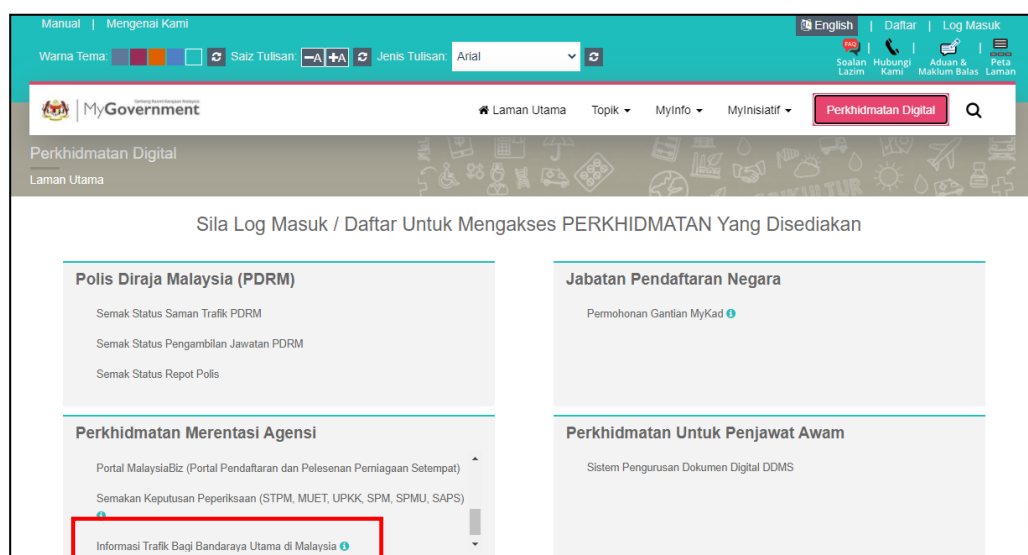 Manual | Mengenai Kami
English | Daftar | Log Masuk
Warna Tema: Saiz Tulisan: -A +A Jenis Tulisan: Arial
FAQ
Soalan Lazim
Hubungi Kami
Aduan & Maklum Balas
Peta Laman
MyGovernment
Laman Utama Topik MyInfo MyInisiatif Perkhidmatan Digital
Perkhidmatan Digital
Laman Utama
Sila Log Masuk / Daftar Untuk Mengakses PERKHIDMATAN Yang Disediakan
Polis Diraja Malaysia (PDRM)
Semak Status Saman Trafik PDRM
Semak Status Pengambilan Jawatan PDRM
Semak Status Repot Polis
Jabatan Pendaftaran Negara
Permohonan Gantian MyKad
Perkhidmatan Merentasi Agensi
Portal MalaysiaBiz (Portal Pendaftaran dan Pelesenan Perniagaan Setempat)
Semakan Keputusan Peperiksaan (STPM, MUET, UPKK, SPM, SPMU, SAPS)
Informasi Trafik Bagi Bandaraya Utama di Malaysia
Perkhidmatan Untuk Penjawat Awam
Sistem Pengurusan Dokumen Digital DDMS